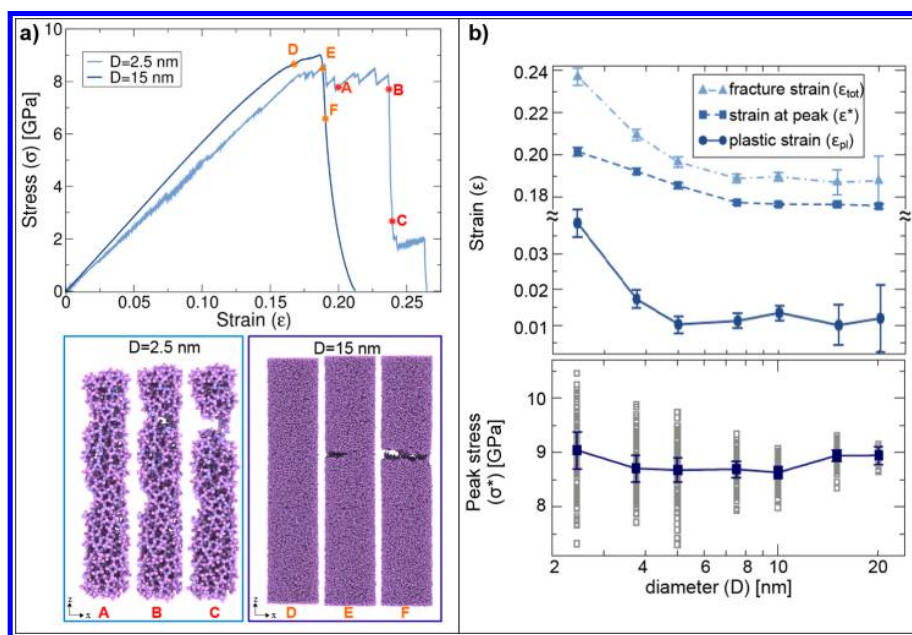 a)
Stress (σ) [GPa]
10
8
6
4
2
0
D=2.5 nm
D=15 nm
D
E
A
B
F
C
0
0.05
0.10
0.15
0.20
0.25
Strain (ε)
D=2.5 nm
A
B
C
z
x
D=15 nm
D
E
F
z
x
b)
Strain (ε)
0.24
0.22
0.20
0.18
0.03
0.02
0.01
fracture strain (ε_tot)
strain at peak (ε*)
plastic strain (ε_pl)
Peak stress
(σ*) [GPa]
10
9
8
2
4
6
8
10
20
diameter (D) [nm]